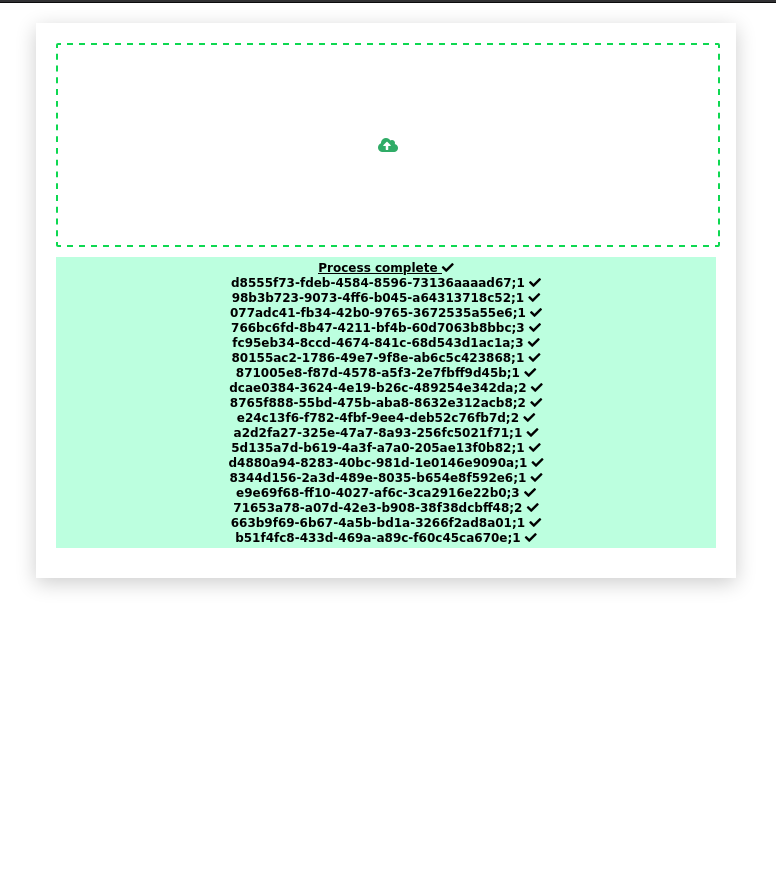 Process complete ✔
d8555f73-fdeb-4584-8596-73136aaaad67;1 ✔
98b3b723-9073-4ff6-b045-a64313718c52;1 ✔
077adc41-fb34-42b0-9765-3672535a55e6;1 ✔
766bc6fd-8b47-4211-bf4b-60d7063b8bbc;3 ✔
fc95eb34-8ccd-4674-841c-68d543d1ac1a;3 ✔
80155ac2-1786-49e7-9f8e-ab6c5c423868;1 ✔
871005e8-f87d-4578-a5f3-2e7fbff9d45b;1 ✔
dcae0384-3624-4e19-b26c-489254e342da;2 ✔
8765f888-55bd-475b-aba8-8632e312acb8;2 ✔
e24c13f6-f782-4fbf-9ee4-deb52c76fb7d;2 ✔
a2d2fa27-325e-47a7-8a93-256fc5021f71;1 ✔
5d135a7d-b619-4a3f-a7a0-205ae13f0b82;1 ✔
d4880a94-8283-40bc-981d-1e0146e9090a;1 ✔
8344d156-2a3d-489e-8035-b654e8f592e6;1 ✔
e9e69f68-ff10-4027-af6c-3ca2916e22b0;3 ✔
71653a78-a07d-42e3-b908-38f38dcbff48;2 ✔
663b9f69-6b67-4a5b-bd1a-3266f2ad8a01;1 ✔
b51f4fc8-433d-469a-a89c-f60c45ca670e;1 ✔